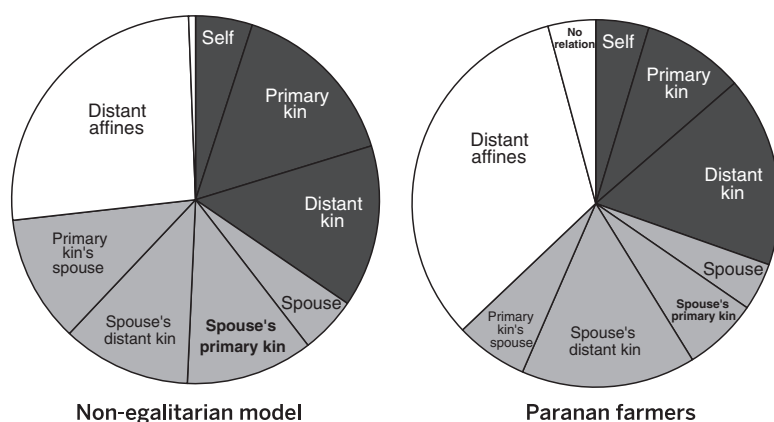 Self
Primary
kin
Distant
kin
Spouse
Spouse's
primary kin
Spouse's
distant kin
Primary
kin's
spouse
Distant
affines
Non-egalitarian model
No
relation
Self
Primary
kin
Distant
kin
Spouse
Spouse's
primary kin
Spouse's
distant kin
Primary
kin's
spouse
Distant
affines
Paranan farmers